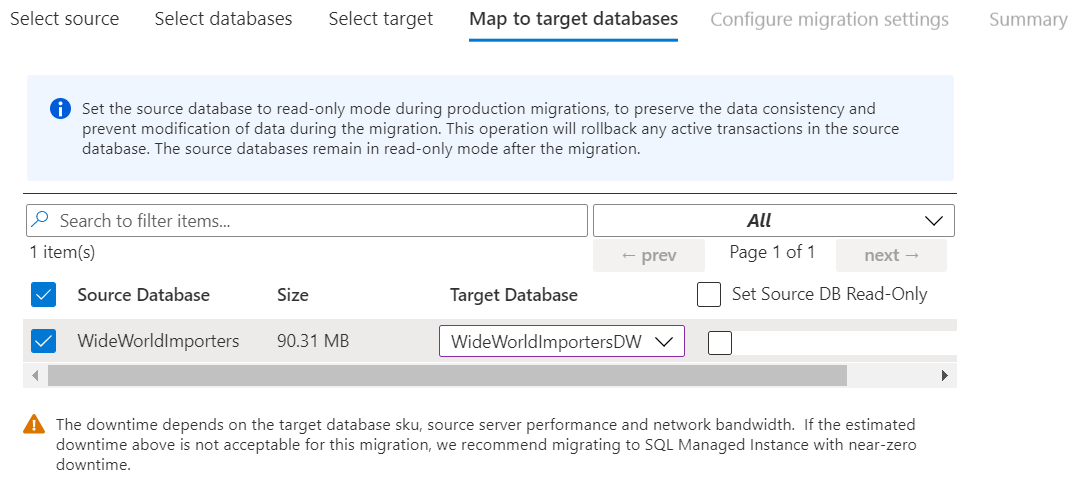 Select source Select databases Select target Map to target databases Configure migration settings Summary
Set the source database to read-only mode during production migrations, to preserve the data consistency and
prevent modification of data during the migration. This operation will rollback any active transactions in the source
database. The source databases remain in read-only mode after the migration.
Search to filter items... All
1 item(s) ← prev Page 1 of 1 next →
Source Database Size Target Database Set Source DB Read-Only
WideWorldImporters 90.31 MB WideWorldImportersDW
The downtime depends on the target database sku, source server performance and network bandwidth. If the estimated
downtime above is not acceptable for this migration, we recommend migrating to SQL Managed Instance with near-zero
downtime.